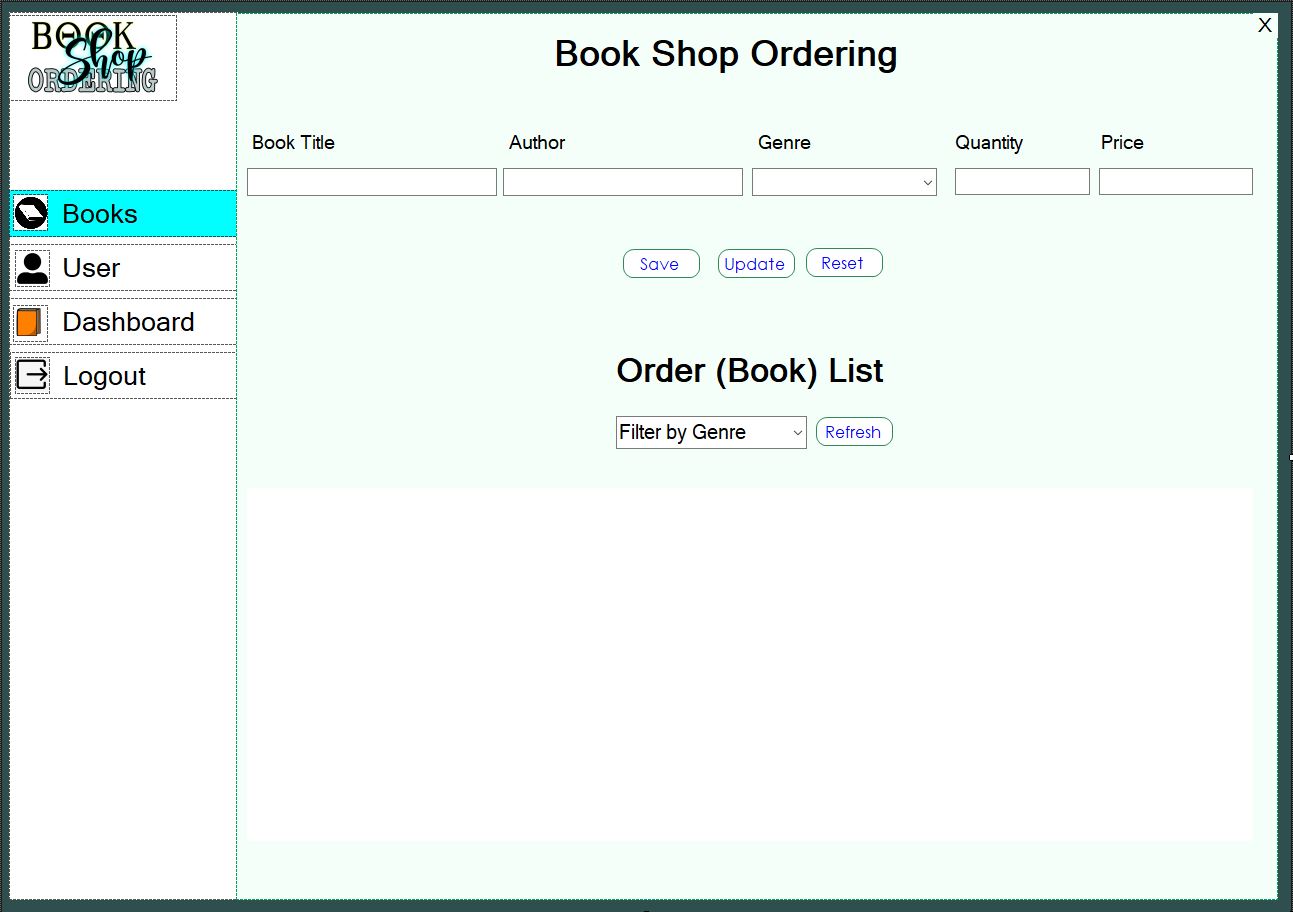 BOOK
Shop
ORDERING
X
Book Shop Ordering
Book Title Author Genre Quantity Price
Books
User
Dashboard
Logout
Save Update Reset
Order (Book) List
Filter by Genre Refresh